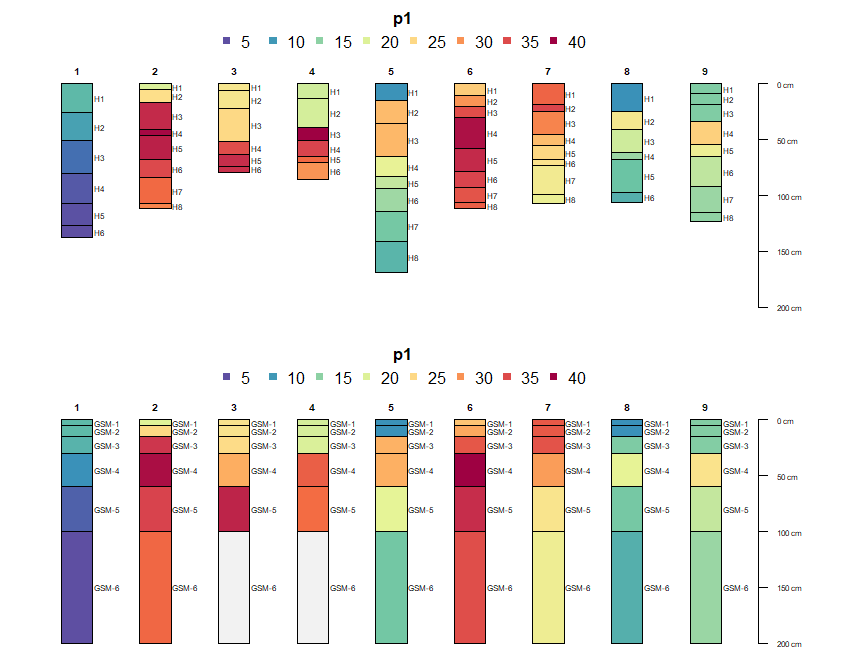 p1
5 10 15 20 25 30 35 40
1 2 3 4 5 6 7 8 9
H1 H1 H1 H1 H1 H1 H1 H1 H1 0 cm
H2 H2 H2 H2 H2 H2 H2 H2 H2
H3 H3 H3 H3 H3 H3 H3 H3 H3 50 cm
H4 H4 H4 H4 H4 H4 H4 H4 H4
H5 H5 H5 H5 H5 H5 H5 H5 H5
H6 H6 H6 H6 H6 H6 H6 H6 H6 100 cm
H7 H7 H7 H7 H7
H8 H8 H8 H8 H8 150 cm
200 cm
p1
5 10 15 20 25 30 35 40
1 2 3 4 5 6 7 8 9
GSM-1 GSM-1 GSM-1 GSM-1 GSM-1 GSM-1 GSM-1 GSM-1 GSM-1 0 cm
GSM-2 GSM-2 GSM-2 GSM-2 GSM-2 GSM-2 GSM-2 GSM-2 GSM-2
GSM-3 GSM-3 GSM-3 GSM-3 GSM-3 GSM-3 GSM-3 GSM-3 GSM-3
GSM-4 GSM-4 GSM-4 GSM-4 GSM-4 GSM-4 GSM-4 GSM-4 GSM-4 50 cm
GSM-5 GSM-5 GSM-5 GSM-5 GSM-5 GSM-5 GSM-5 GSM-5 GSM-5
100 cm
GSM-6 GSM-6 GSM-6 GSM-6 GSM-6 GSM-6 GSM-6 GSM-6 GSM-6 150 cm
200 cm